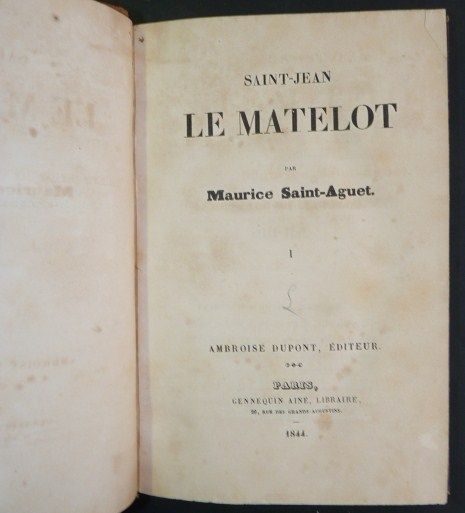 SAINT-JEAN
LE MATELOT
PAR
Maurice Saint-Aguet.
I
AMBROISE DUPONT, ÉDITEUR.
PARIS,
GENNEQUIN AINÉ, LIBRAIRE,
20, RUE DES GRANDS-AUGUSTINS.
1844.